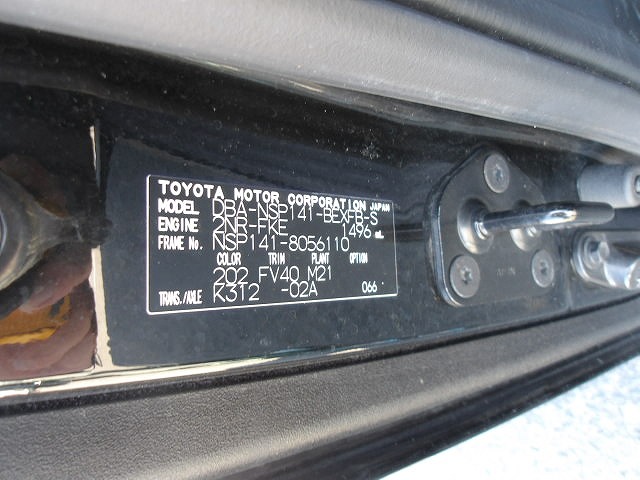 TOYOTA MOTOR CORPORATION JAPAN
MODEL DBA-NSP141-BEXFB-S
ENGINE 2NR-FKE 1496 mL
FRAME No. NSP141-8056110
COLOR TRIM PLANT OPTION
202 FV40 M21
TRANS./AXLE K312 -02A 066